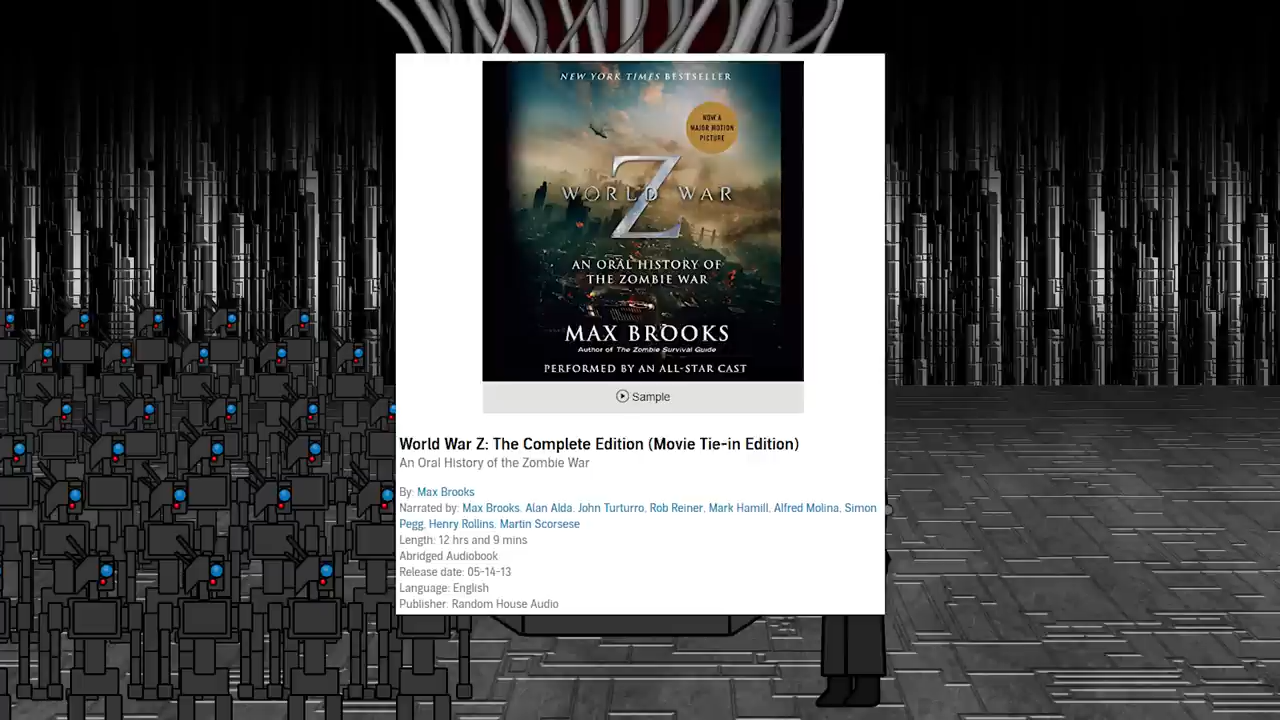 NEW YORK TIMES BESTSELLER
NOW A
MAJOR MOTION
PICTURE
Z
WORLD WAR
AN ORAL HISTORY OF
THE ZOMBIE WAR
MAX BROOKS
Author of The Zombie Survival Guide
PERFORMED BY AN ALL-STAR CAST
Sample
World War Z: The Complete Edition (Movie Tie-in Edition)
An Oral History of the Zombie War
By: Max Brooks
Narrated by: Max Brooks, Alan Alda, John Turturro, Rob Reiner, Mark Hamill, Alfred Molina, Simon
Pegg, Henry Rollins, Martin Scorsese
Length: 12 hrs and 9 mins
Abridged Audiobook
Release date: 05-14-13
Language: English
Publisher: Random House Audio